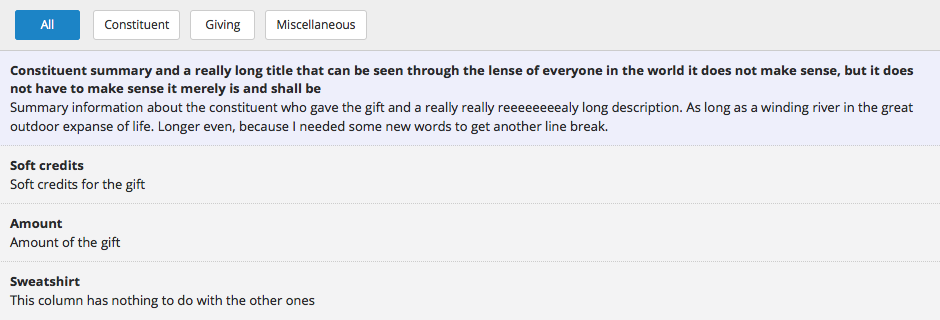 All Constituent Giving Miscellaneous
Constituent summary and a really long title that can be seen through the lense of everyone in the world it does not make sense, but it does
not have to make sense it merely is and shall be
Summary information about the constituent who gave the gift and a really really reeeeeeeealy long description. As long as a winding river in the great
outdoor expanse of life. Longer even, because I needed some new words to get another line break.
Soft credits
Soft credits for the gift
Amount
Amount of the gift
Sweatshirt
This column has nothing to do with the other ones